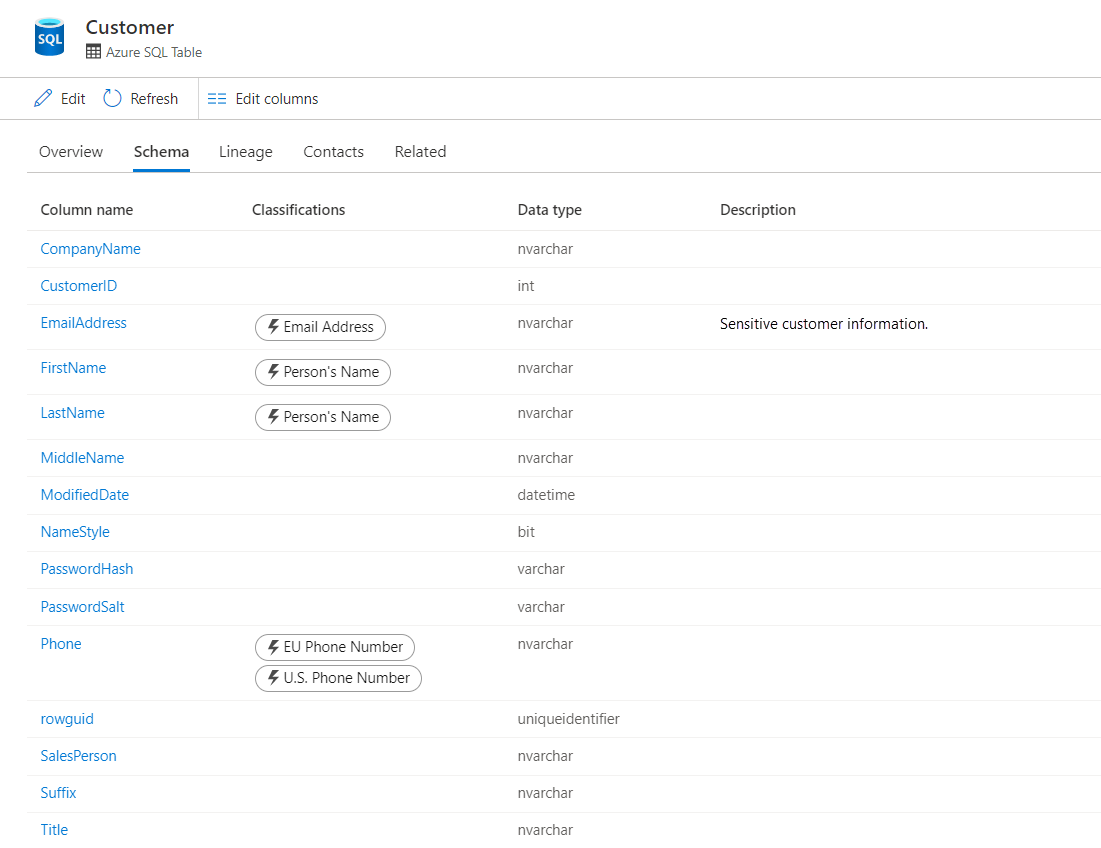 SQL
Customer
Azure SQL Table
Edit Refresh Edit columns
Overview Schema Lineage Contacts Related
Column name Classifications Data type Description
CompanyName nvarchar
CustomerID int
EmailAddress Email Address nvarchar Sensitive customer information.
FirstName Person's Name nvarchar
LastName Person's Name nvarchar
MiddleName nvarchar
ModifiedDate datetime
NameStyle bit
PasswordHash varchar
PasswordSalt varchar
Phone EU Phone Number nvarchar
U.S. Phone Number
rowguid uniqueidentifier
SalesPerson nvarchar
Suffix nvarchar
Title nvarchar